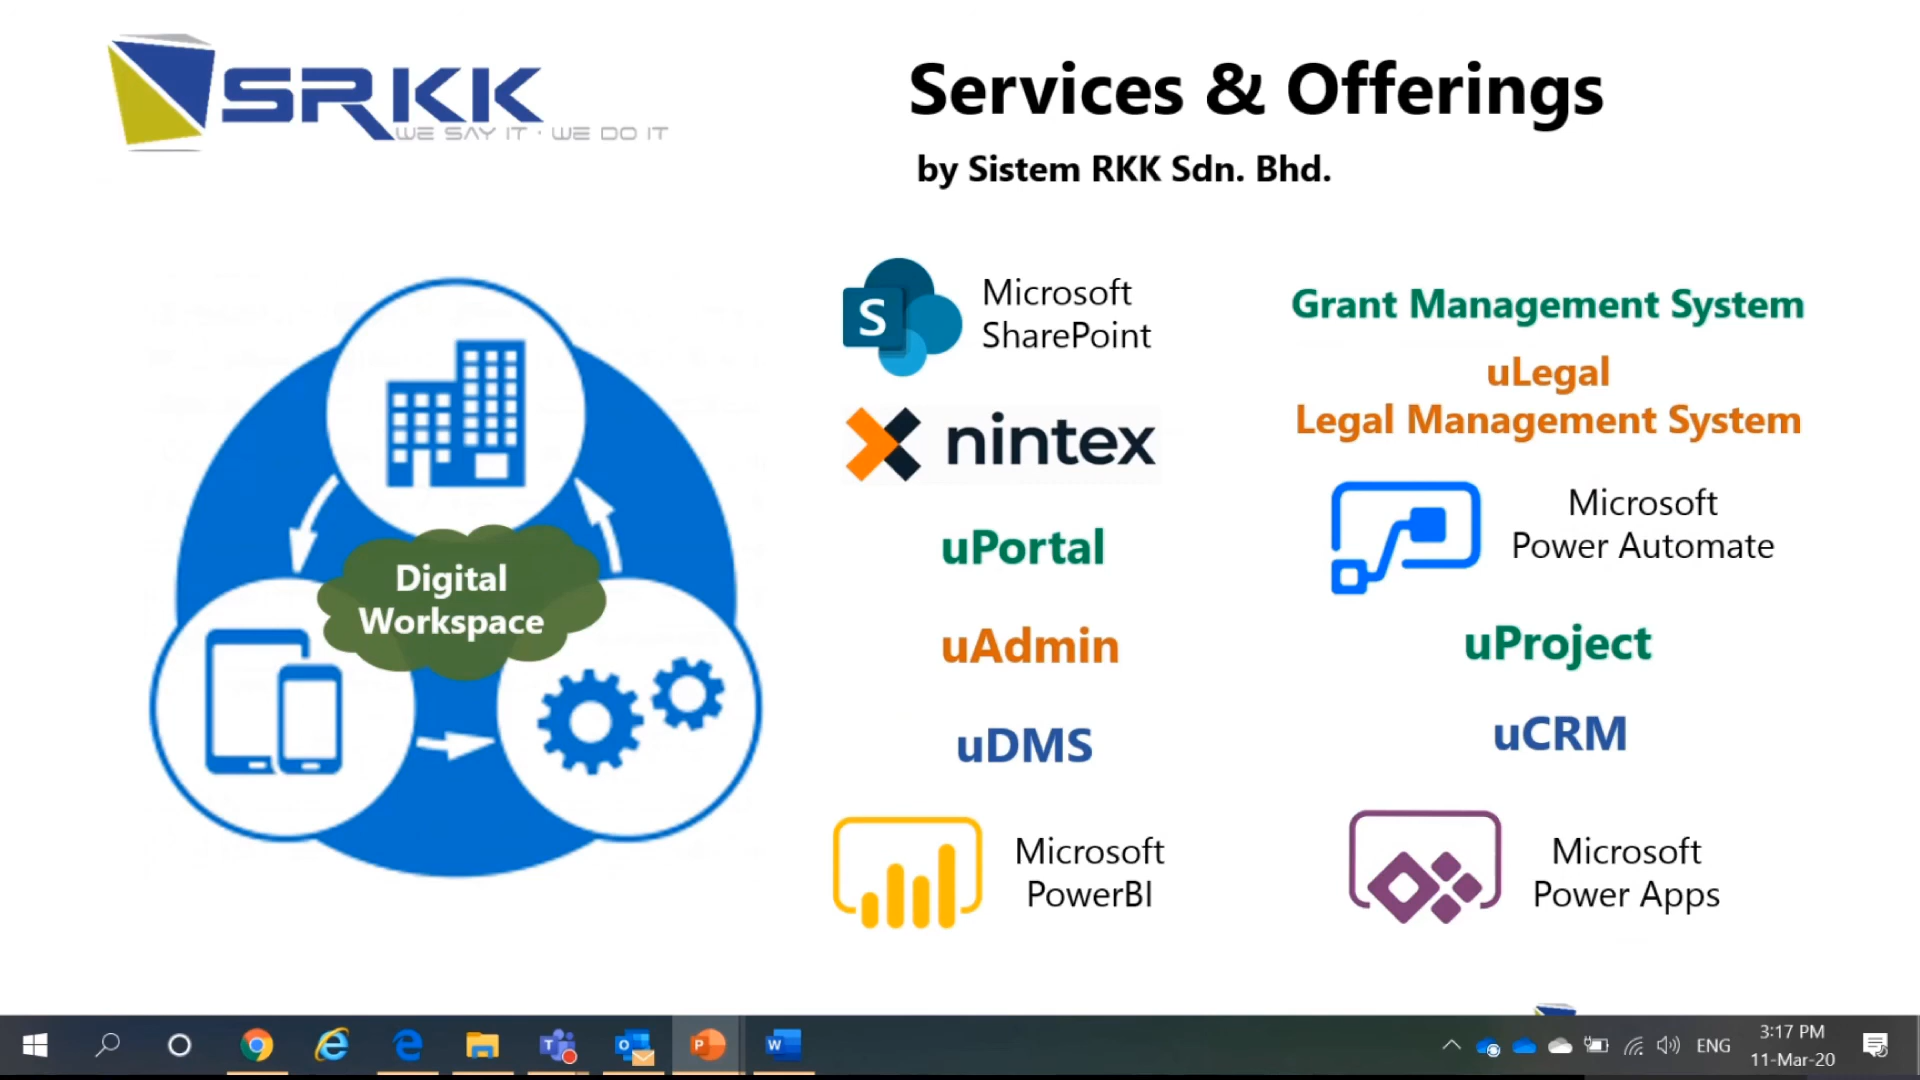 SRKK
WE SAY IT · WE DO IT
Services & Offerings
by Sistem RKK Sdn. Bhd.
Digital
Workspace
S
Microsoft
SharePoint
nintex
uPortal
uAdmin
uDMS
Microsoft
PowerBI
Grant Management System
uLegal
Legal Management System
Microsoft
Power Automate
uProject
uCRM
Microsoft
Power Apps
ENG
3:17 PM
11-Mar-20